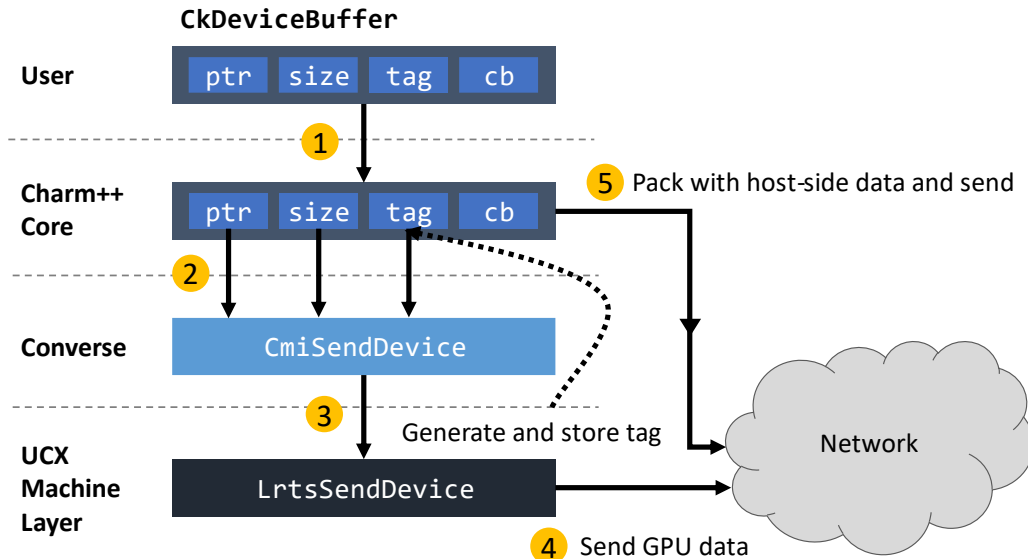 CkDeviceBuffer
User
ptr size tag cb
1
Charm++
Core
ptr size tag cb
5 Pack with host-side data and send
2
Converse
CmiSendDevice
3
Generate and store tag
Network
UCX
Machine
Layer
LrtsSendDevice
4 Send GPU data